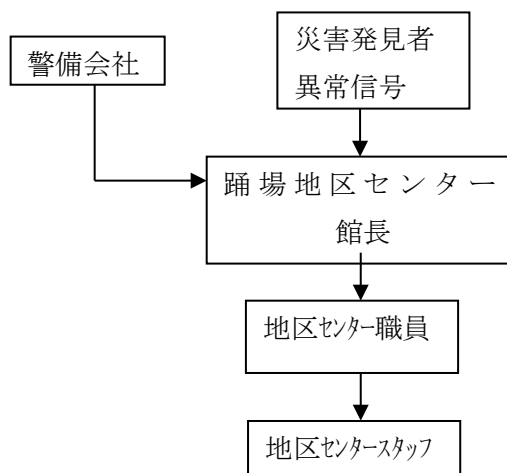 警備会社
災害発見者
異常信号
踊場地区センター
館長
地区センター職員
地区センタースタッフ